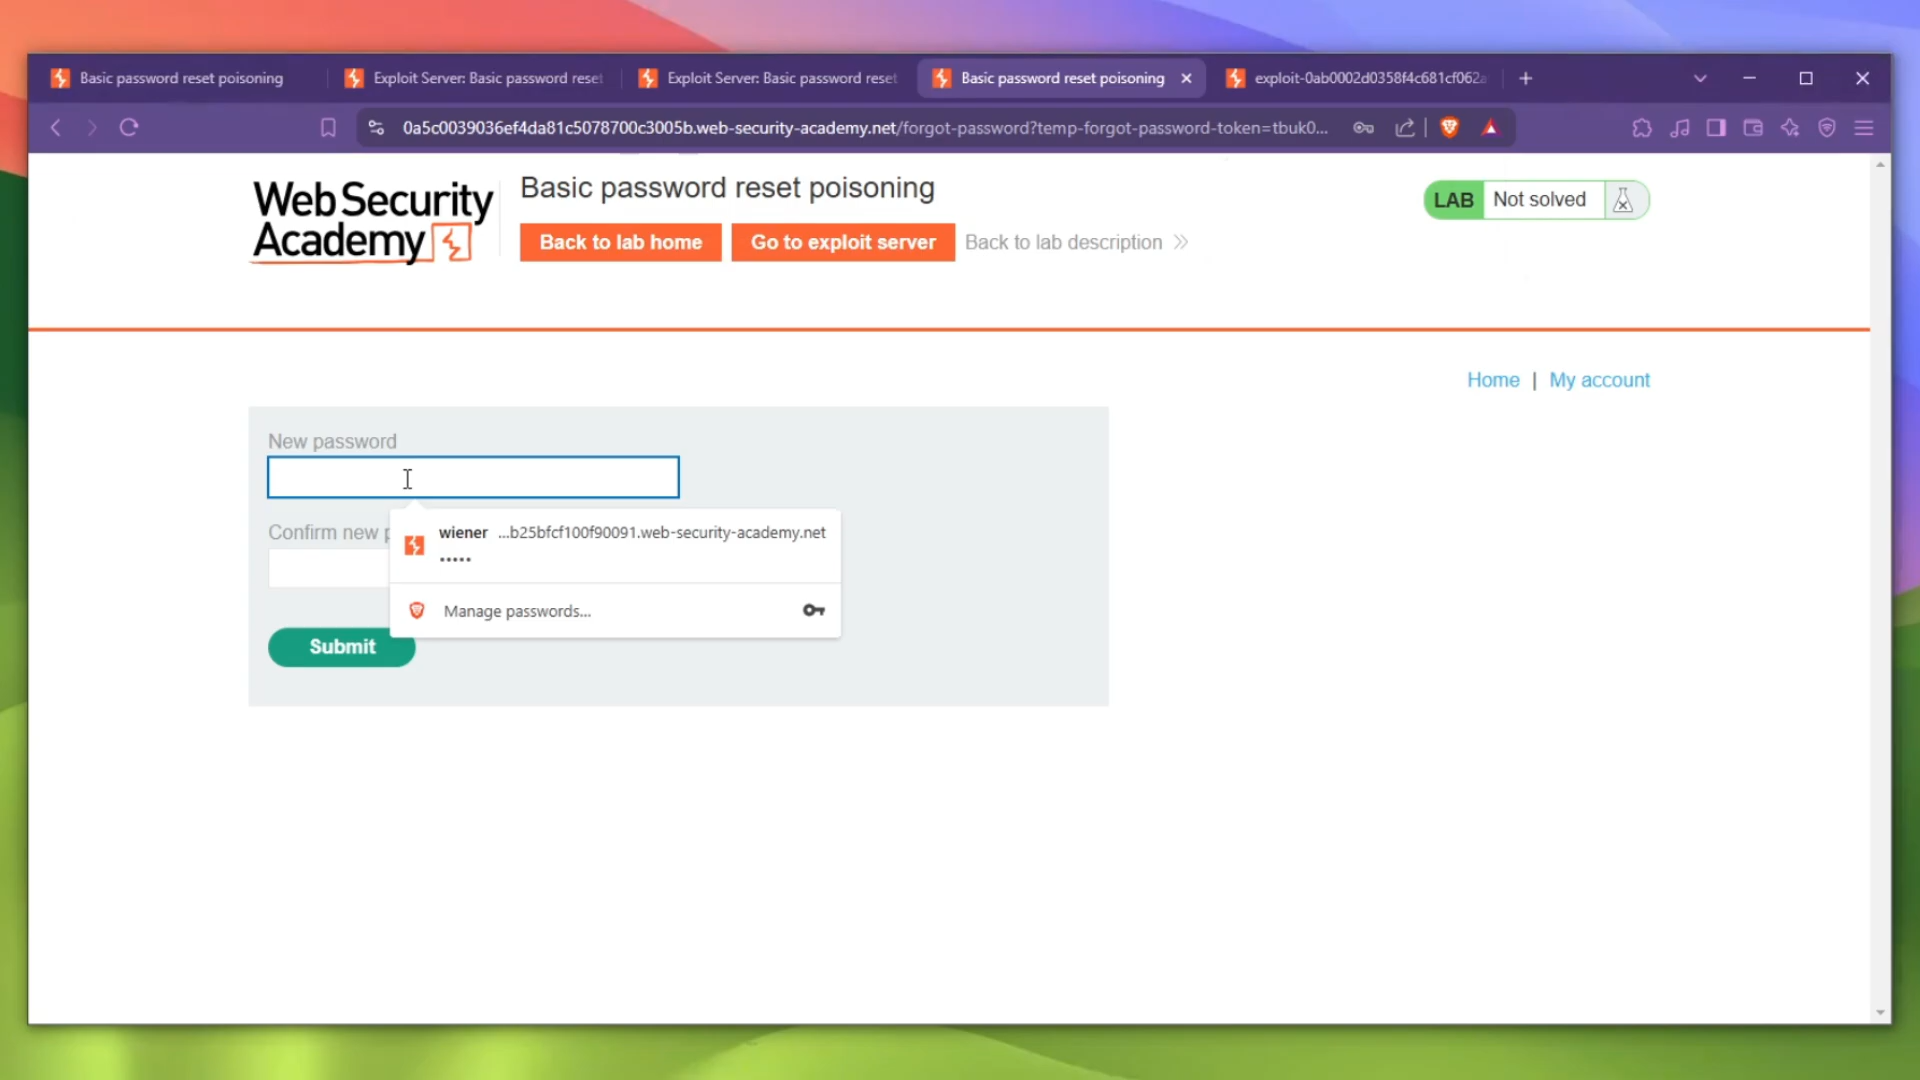 Basic password reset poisoning
Exploit Server: Basic password reset
Exploit Server: Basic password reset
Basic password reset poisoning
exploit-0ab0002d0358f4c681cf062a
0a5c0039036ef4da81c5078700c3005b.web-security-academy.net/forgot-password?temp-forgot-password-token=tbuk0...
Web Security
Academy
Basic password reset poisoning
Back to lab home
Go to exploit server
Back to lab description
LAB
Not solved
Home | My account
New password
Confirm new p
wiener ...b25bfcf100f90091.web-security-academy.net
•••••
Manage passwords...
Submit